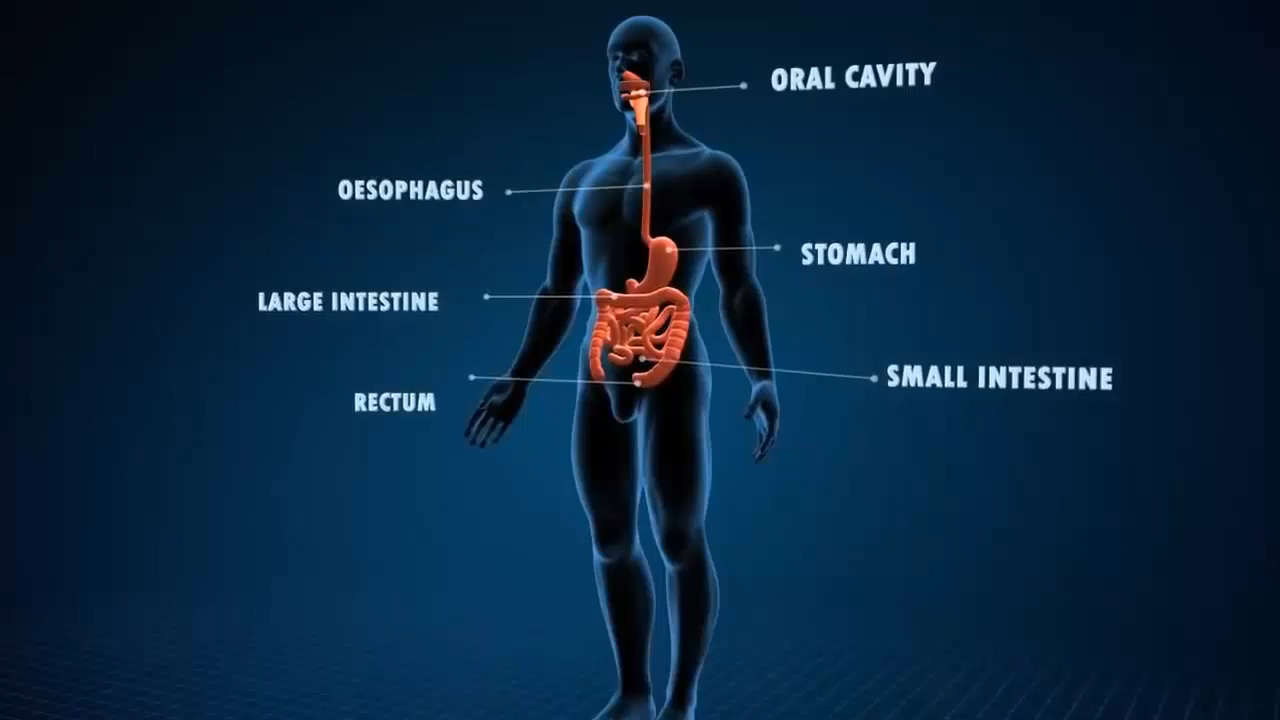 ORAL CAVITY
OESOPHAGUS
STOMACH
LARGE INTESTINE
SMALL INTESTINE
RECTUM